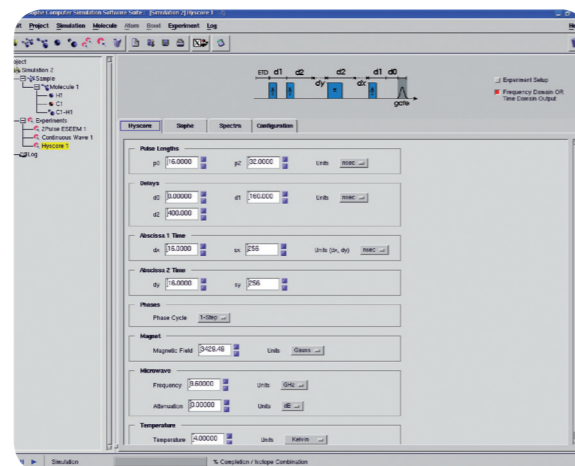 Sophe Computer Simulation Software Suite : [Simulation 2] Hyscore 1
Project Simulation Molecule Atom Bond Experiment Log
Simulation 2
Sample
Molecule 1
H1
C1
C1-H1
Experiments
2Pulse ESEEM 1
Continuous Wave 1
Hyscore 1
Log
d1 d2 dy d2 dx d1 d0
gate
Experiment Setup
Frequency Domain OR
Time Domain Output
Hyscore Sophe Spectra Configuration
Pulse Lengths
p0 16.0000 p2 32.0000 Units nsec
Delays
d0 0.00000 d1 160.000 Units nsec
d2 400.000
Abscissa 1 Time
dx 16.0000 sx 256 Units (dx, dy) nsec
Abscissa 2 Time
dy 16.0000 sy 256
Phases
Phase Cycle 1-Step
Magnet
Magnetic Field 3426.46 Units Gauss
Microwave
Frequency 9.60000 Units GHz
Attenuation 0.00000 Units dB
Temperature
Temperature 4.00000 Units Kelvin
Simulation % Completion / Isotope Combination